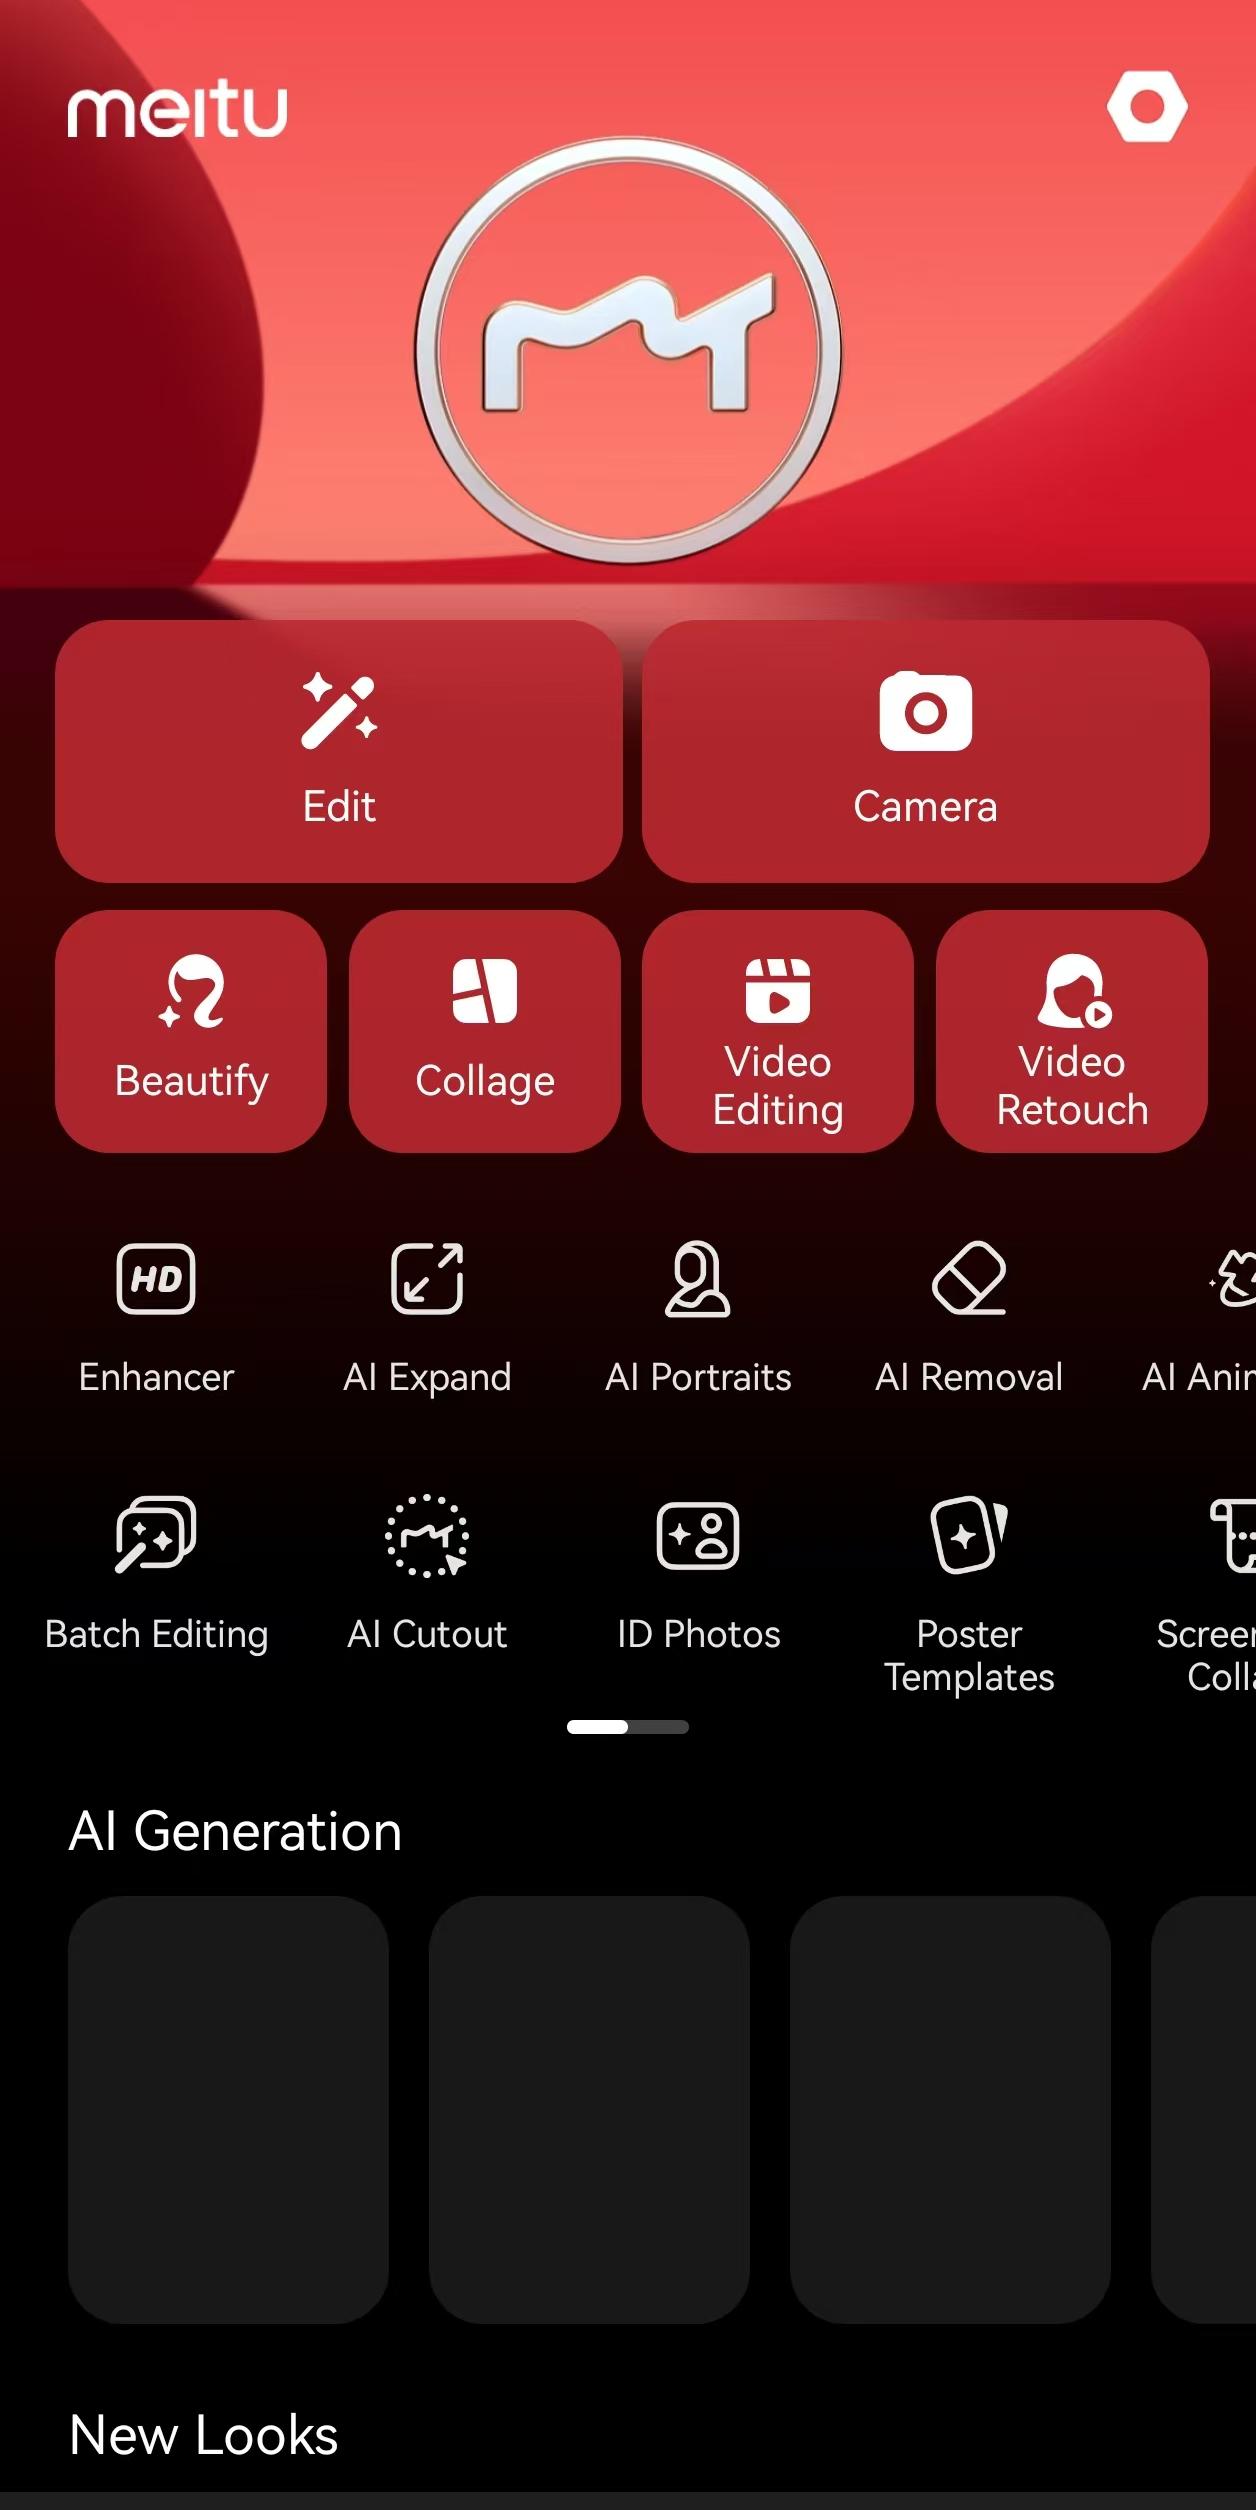 meitu
Edit
Camera
Beautify
Collage
Video
Editing
Video
Retouch
HD
Enhancer
AI Expand
AI Portraits
AI Removal
AI
Batch Editing
AI Cutout
ID Photos
Poster
Templates
AI Generation
New Looks